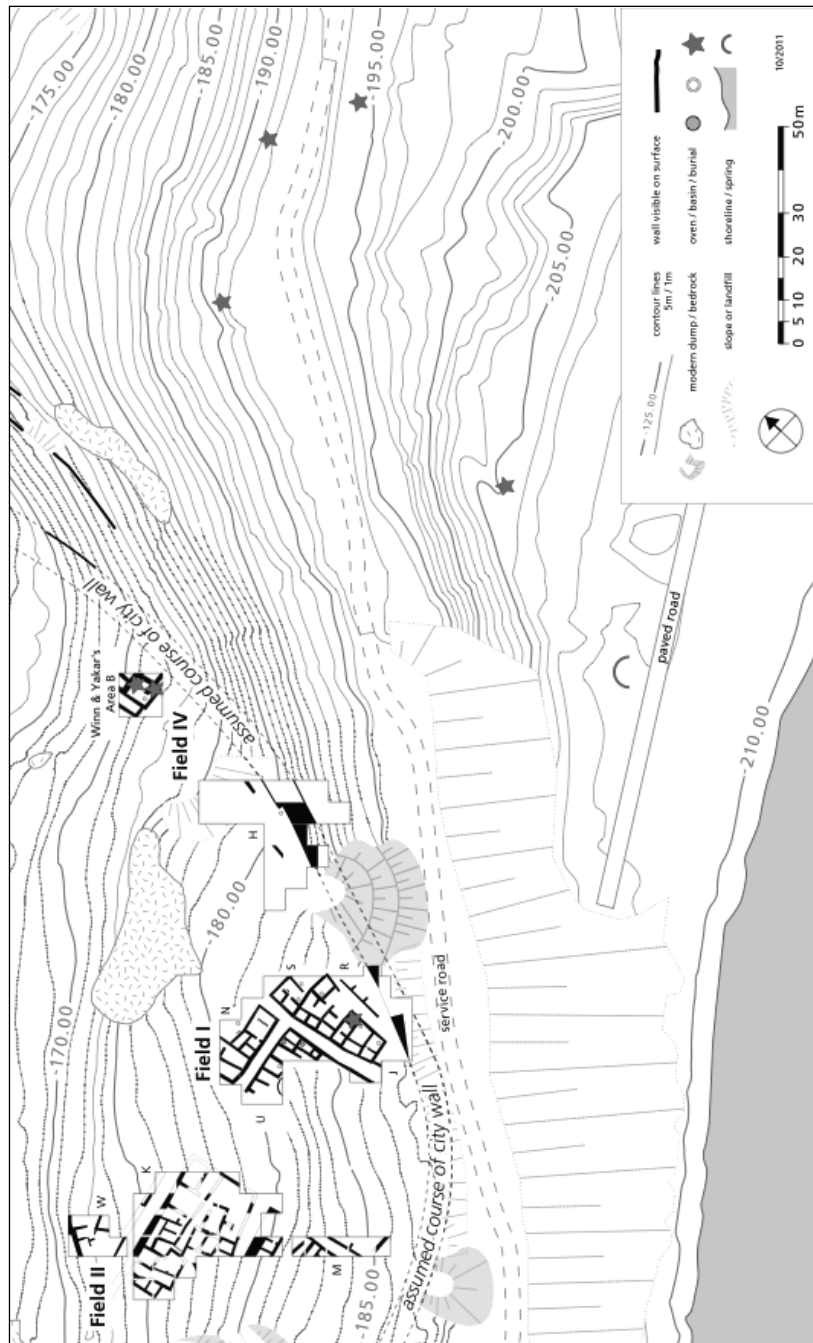 -175.00
-180.00
-185.00
-190.00
-195.00
-200.00
-205.00
-210.00
assumed course of city wall
Winn & Yakar's
Area B
Field IV
H
-180.00
-170.00
Field I
N
S
R
U
J
service road
paved road
K
W
Field II
M
-185.00
assumed course of city wall
-125.00
contour lines
5m / 1m
wall visible on surface
modern dump / bedrock
oven / basin / burial
slope or landfill
shoreline / spring
0 5 10 20 30 50m
10/2011